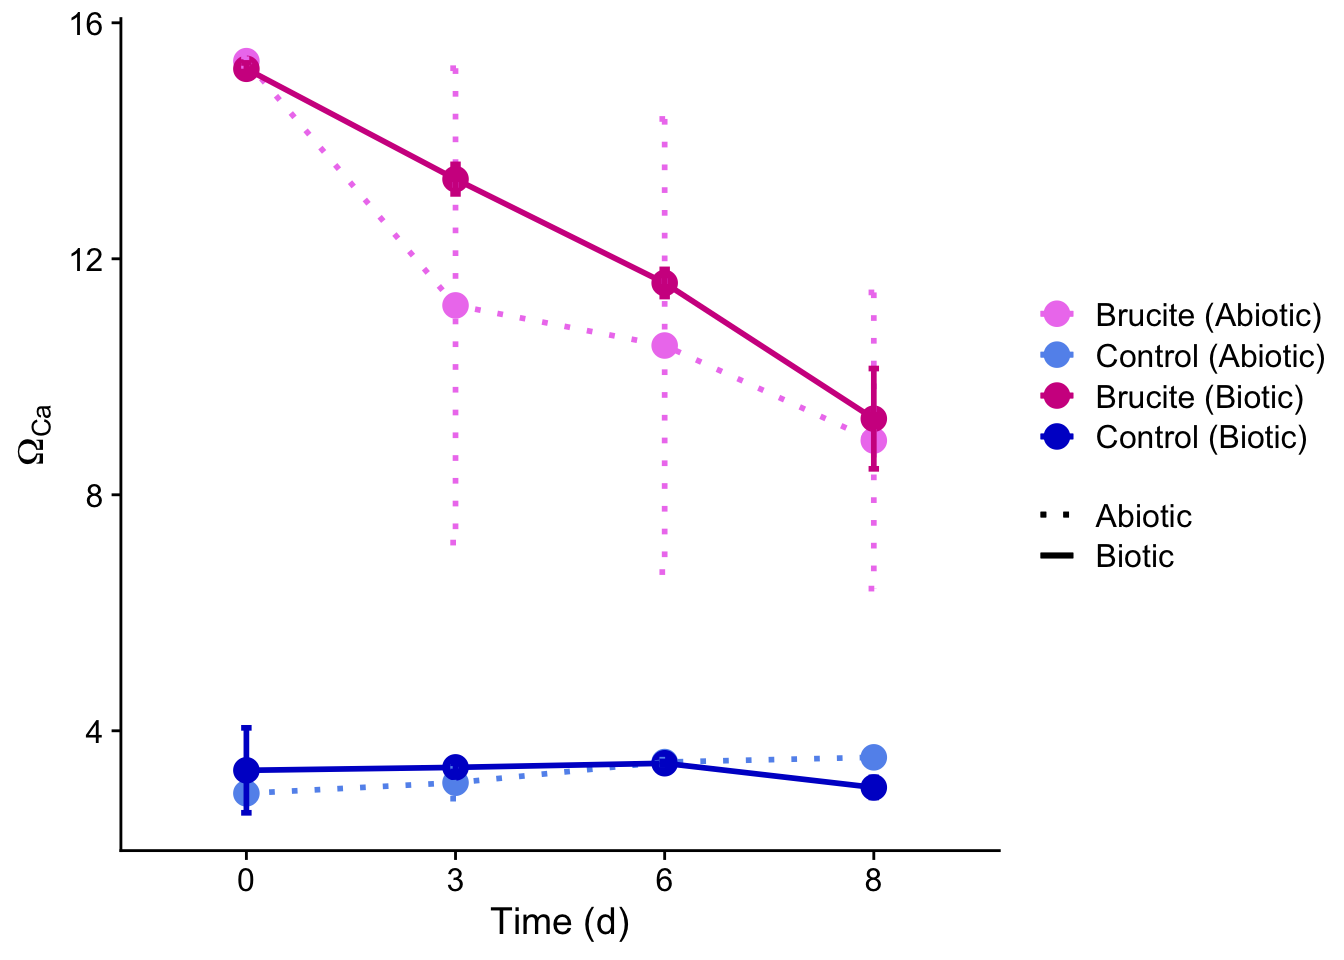 16
12
8
4
Ω_Ca
0 3 6 8
Time (d)
Brucite (Abiotic)
Control (Abiotic)
Brucite (Biotic)
Control (Biotic)
Abiotic
Biotic